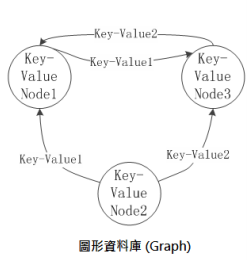 Key-Value2
Key-Value1
Key-
Value
Node1
Key-
Value
Node3
Key-Value1
Key-Value2
Key-
Value
Node2
圖形資料庫 (Graph)